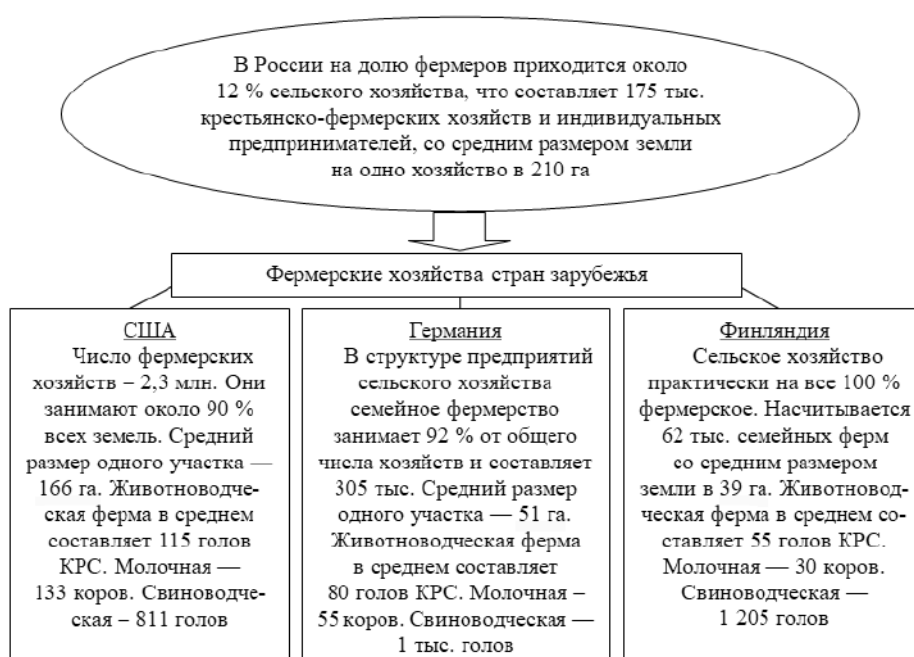 В России на долю фермеров приходится около
12 % сельского хозяйства, что составляет 175 тыс.
крестьянско-фермерских хозяйств и индивидуальных
предпринимателей, со средним размером земли
на одно хозяйство в 210 га
Фермерские хозяйства стран зарубежья
США
Число фермерских
хозяйств – 2,3 млн. Они
занимают около 90 %
всех земель. Средний
размер одного участка —
166 га. Животноводче-
ская ферма в среднем
составляет 115 голов
КРС. Молочная —
133 коров. Свиноводче-
ская – 811 голов
Германия
В структуре предприятий
сельского хозяйства
семейное фермерство
занимает 92 % от общего
числа хозяйств и составляет
305 тыс. Средний размер
одного участка — 51 га.
Животноводческая ферма
в среднем составляет
80 голов КРС. Молочная –
55 коров. Свиноводческая —
1 тыс. голов
Финляндия
Сельское хозяйство
практически на все 100 %
фермерское. Насчитывается
62 тыс. семейных ферм
со средним размером
земли в 39 га. Животновод-
ческая ферма в среднем со-
ставляет 55 голов КРС.
Молочная — 30 коров.
Свиноводческая —
1 205 голов